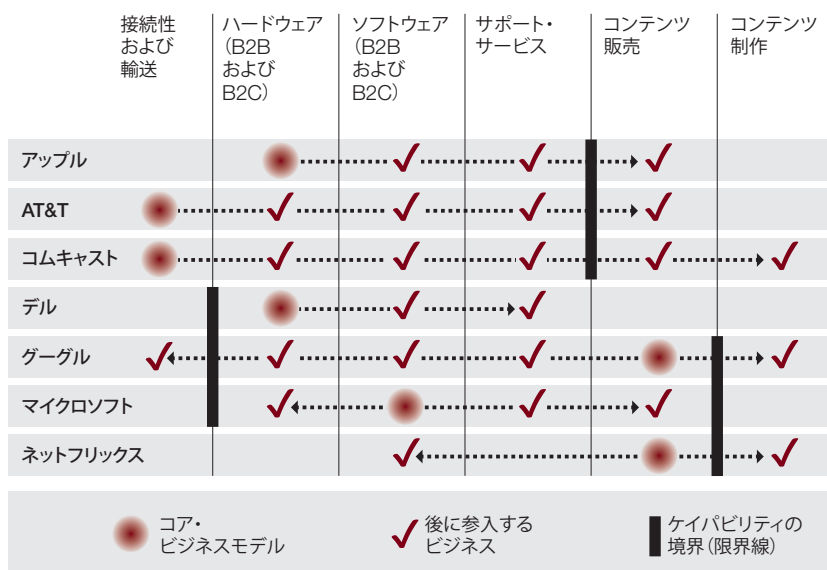 接続性
および
輸送
ハードウェア
(B2B
および
B2C)
ソフトウェア
(B2B
および
B2C)
サポート・
サービス
コンテンツ
販売
コンテンツ
制作
アップル
AT&T
コムキャスト
デル
グーグル
マイクロソフト
ネットフリックス
コア・
ビジネスモデル
後に参入する
ビジネス
ケイパビリティの
境界(限界線)